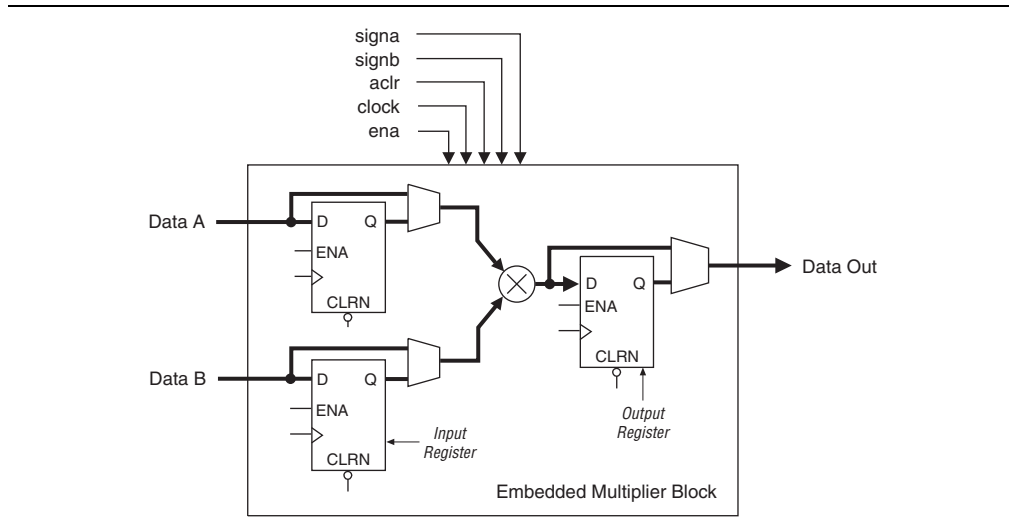 signa
signb
aclr
clock
ena
Data A
D Q
ENA
CLRN
Data B
D Q
ENA
CLRN
Input
Register
D Q
ENA
CLRN
Output
Register
Data Out
Embedded Multiplier Block